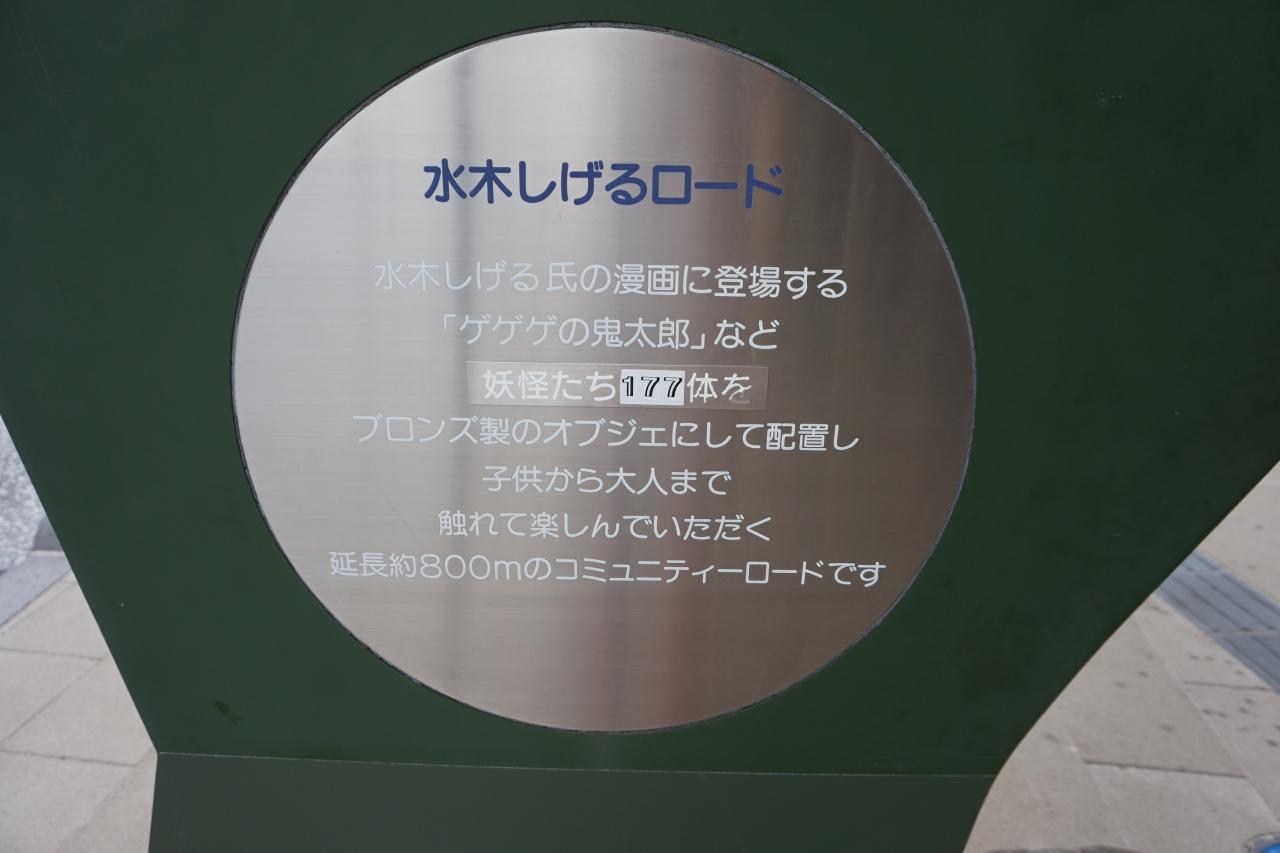 水木しげるロード
水木しげる氏の漫画に登場する
「ゲゲゲの鬼太郎」など
妖怪たち177体を
ブロンズ製のオブジェにして配置し
子供から大人まで
触れて楽しんでいただく
延長約800mのコミュニティーロードです